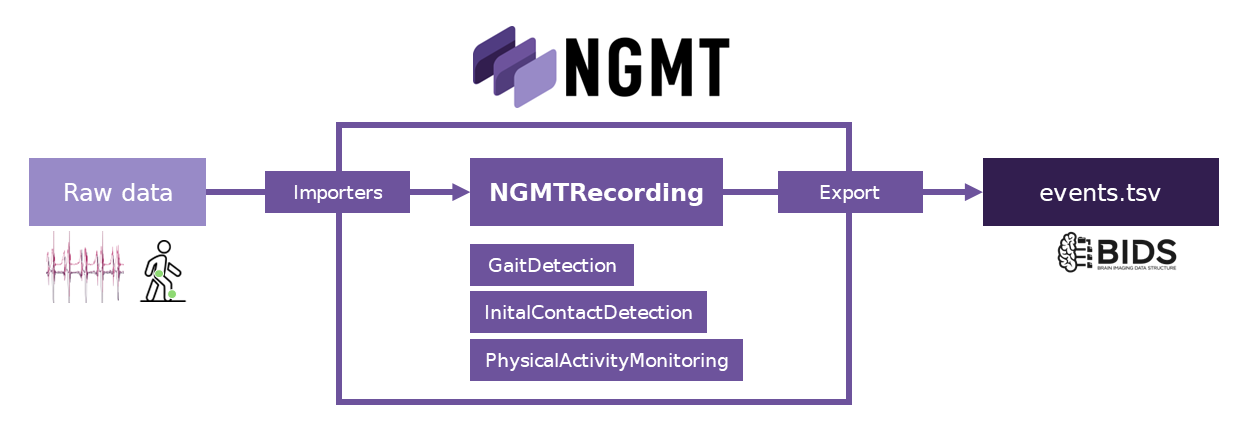 NGMT
Raw data
Importers
NGMTRecording
Export
events.tsv
GaitDetection
InitalContactDetection
PhysicalActivityMonitoring
BIDS
BRAIN IMAGING DATA STRUCTURE